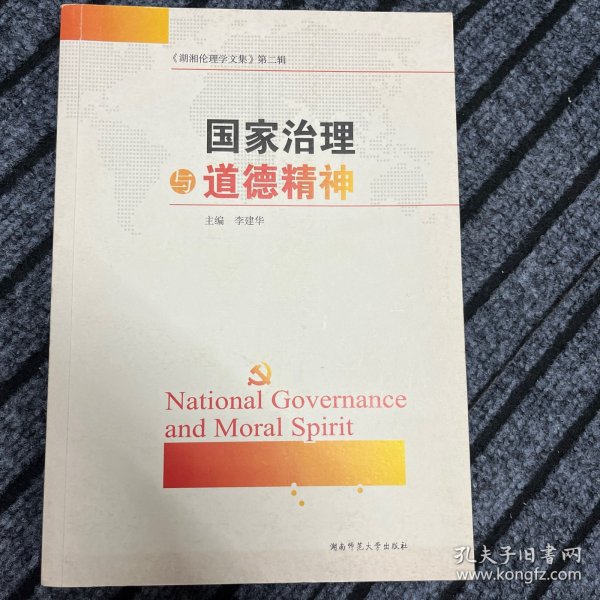 《湖湘伦理学文集》第二辑
国家治理
与道德精神
主编 李建华
National Governance
and Moral Spirit
湖南师范大学出版社
孔夫子旧书网
www.kongfz.com